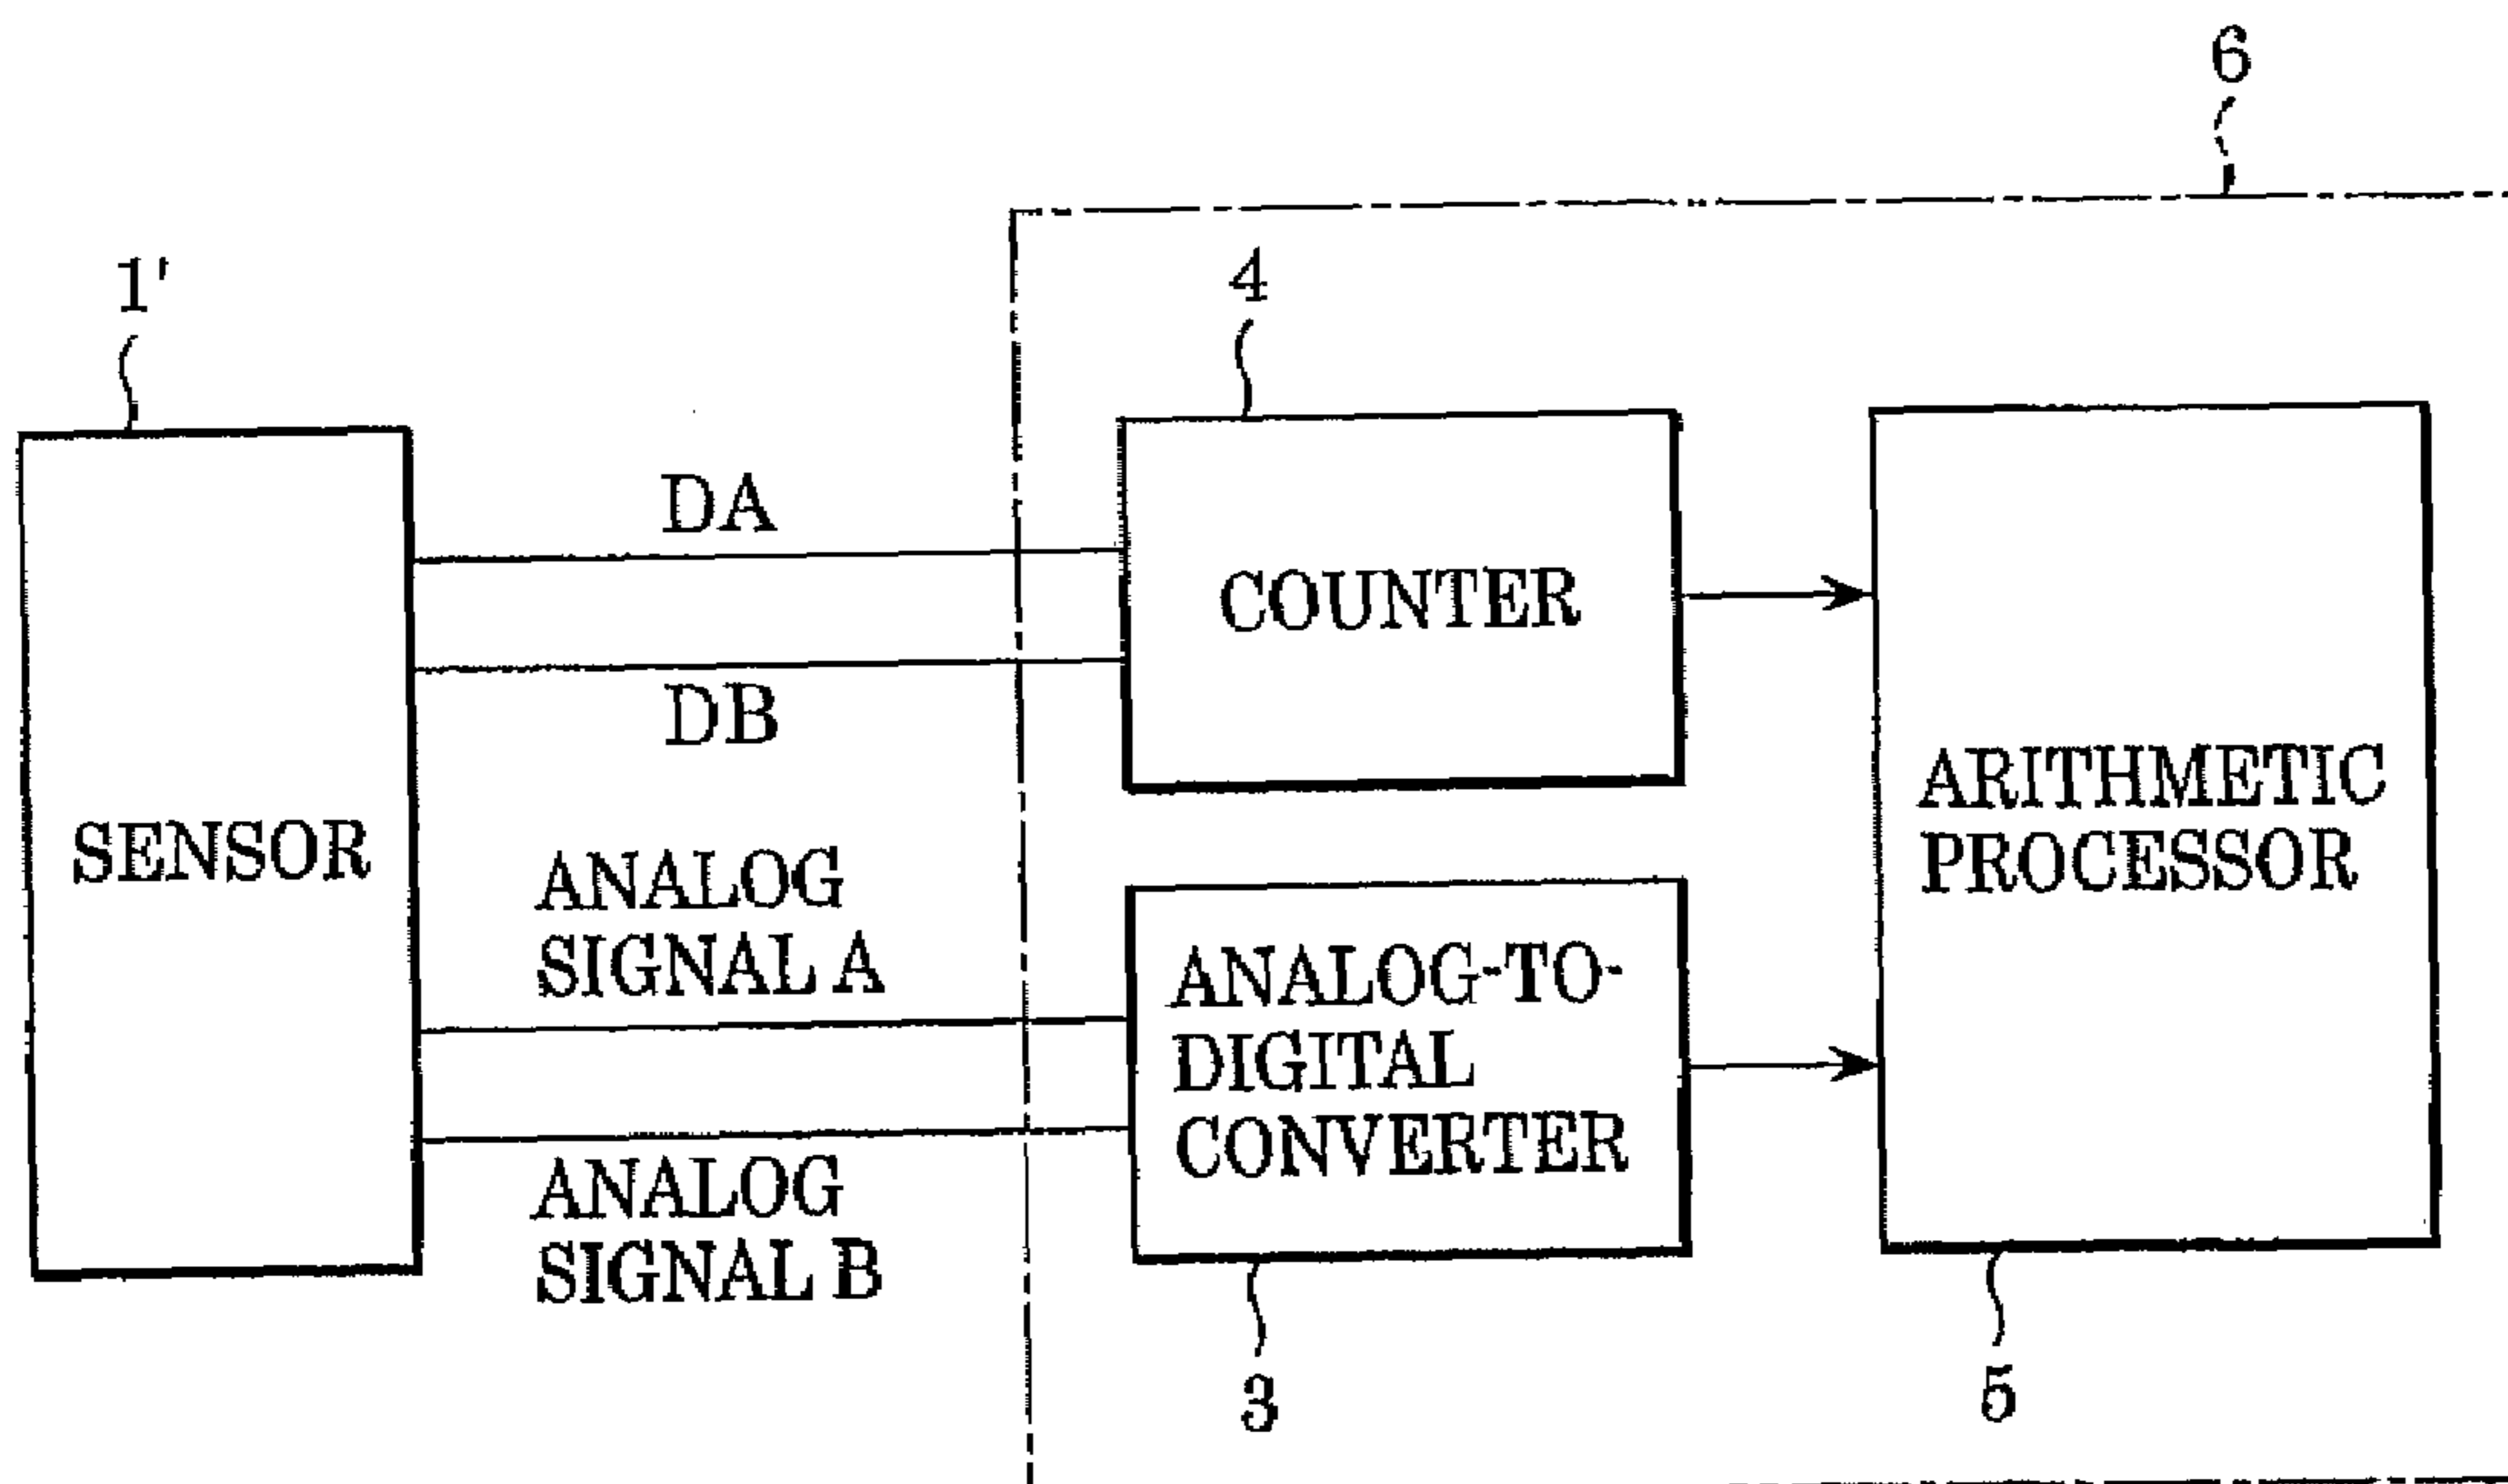 6
1'
4
DA
COUNTER
DB
SENSOR
ARITHMETIC
PROCESSOR
ANALOG
SIGNAL A
ANALOG-TO-
DIGITAL
CONVERTER
ANALOG
SIGNAL B
3
5